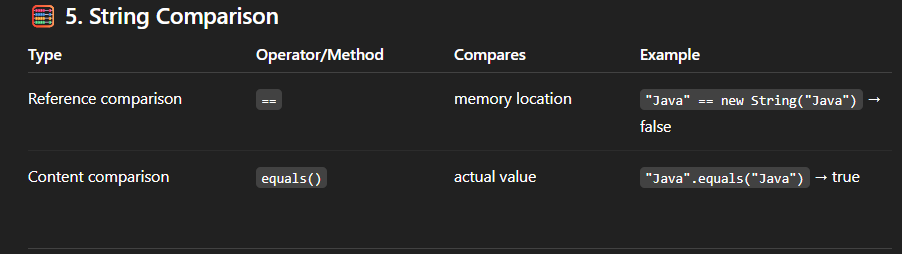 🧮 5. String Comparison
Type Operator/Method Compares Example
Reference comparison == memory location "Java" == new String("Java") →
false
Content comparison equals() actual value "Java".equals("Java") → true